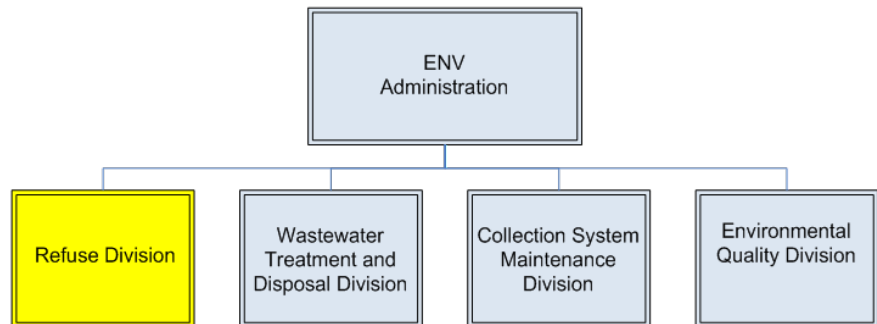 ENV
Administration
Refuse Division
Wastewater
Treatment and
Disposal Division
Collection System
Maintenance
Division
Environmental
Quality Division